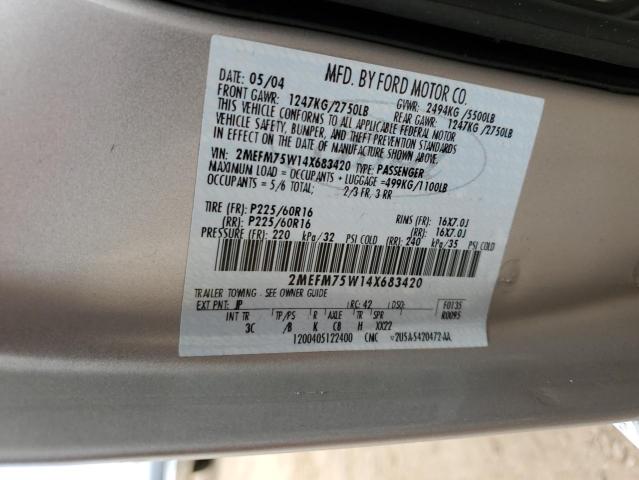 MFD. BY FORD MOTOR CO.
DATE: 05/04 GVWR: 2494KG/5500LB
FRONT GAWR: 1247KG/2750LB REAR GAWR: 1247KG/2750LB
THIS VEHICLE CONFORMS TO ALL APPLICABLE FEDERAL MOTOR
VEHICLE SAFETY, BUMPER, AND THEFT PREVENTION STANDARDS
IN EFFECT ON THE DATE OF MANUFACTURE SHOWN ABOVE.
VIN: 2MEFM75W14X683420 TYPE: PASSENGER
MAXIMUM LOAD = OCCUPANTS + LUGGAGE = 499KG/1100LB
OCCUPANTS = 5/6 TOTAL; 2/3 FR, 3 RR
TIRE (FR): P225/60R16 RIMS (FR): 16X7.0J
(RR): P225/60R16 (RR): 16X7.0J
PRESSURE (FR): 220 kPa/32 PSI COLD (RR): 240 kPa/35 PSI COLD
2MEFM75W14X683420
TRAILER TOWING - SEE OWNER GUIDE
EXT PNT: JP RC: 42 DSO: F0135
INT TR TP/PS R AXLE TR SPR R0095
3C /B K C8 H XX22
1200405122400 CMC